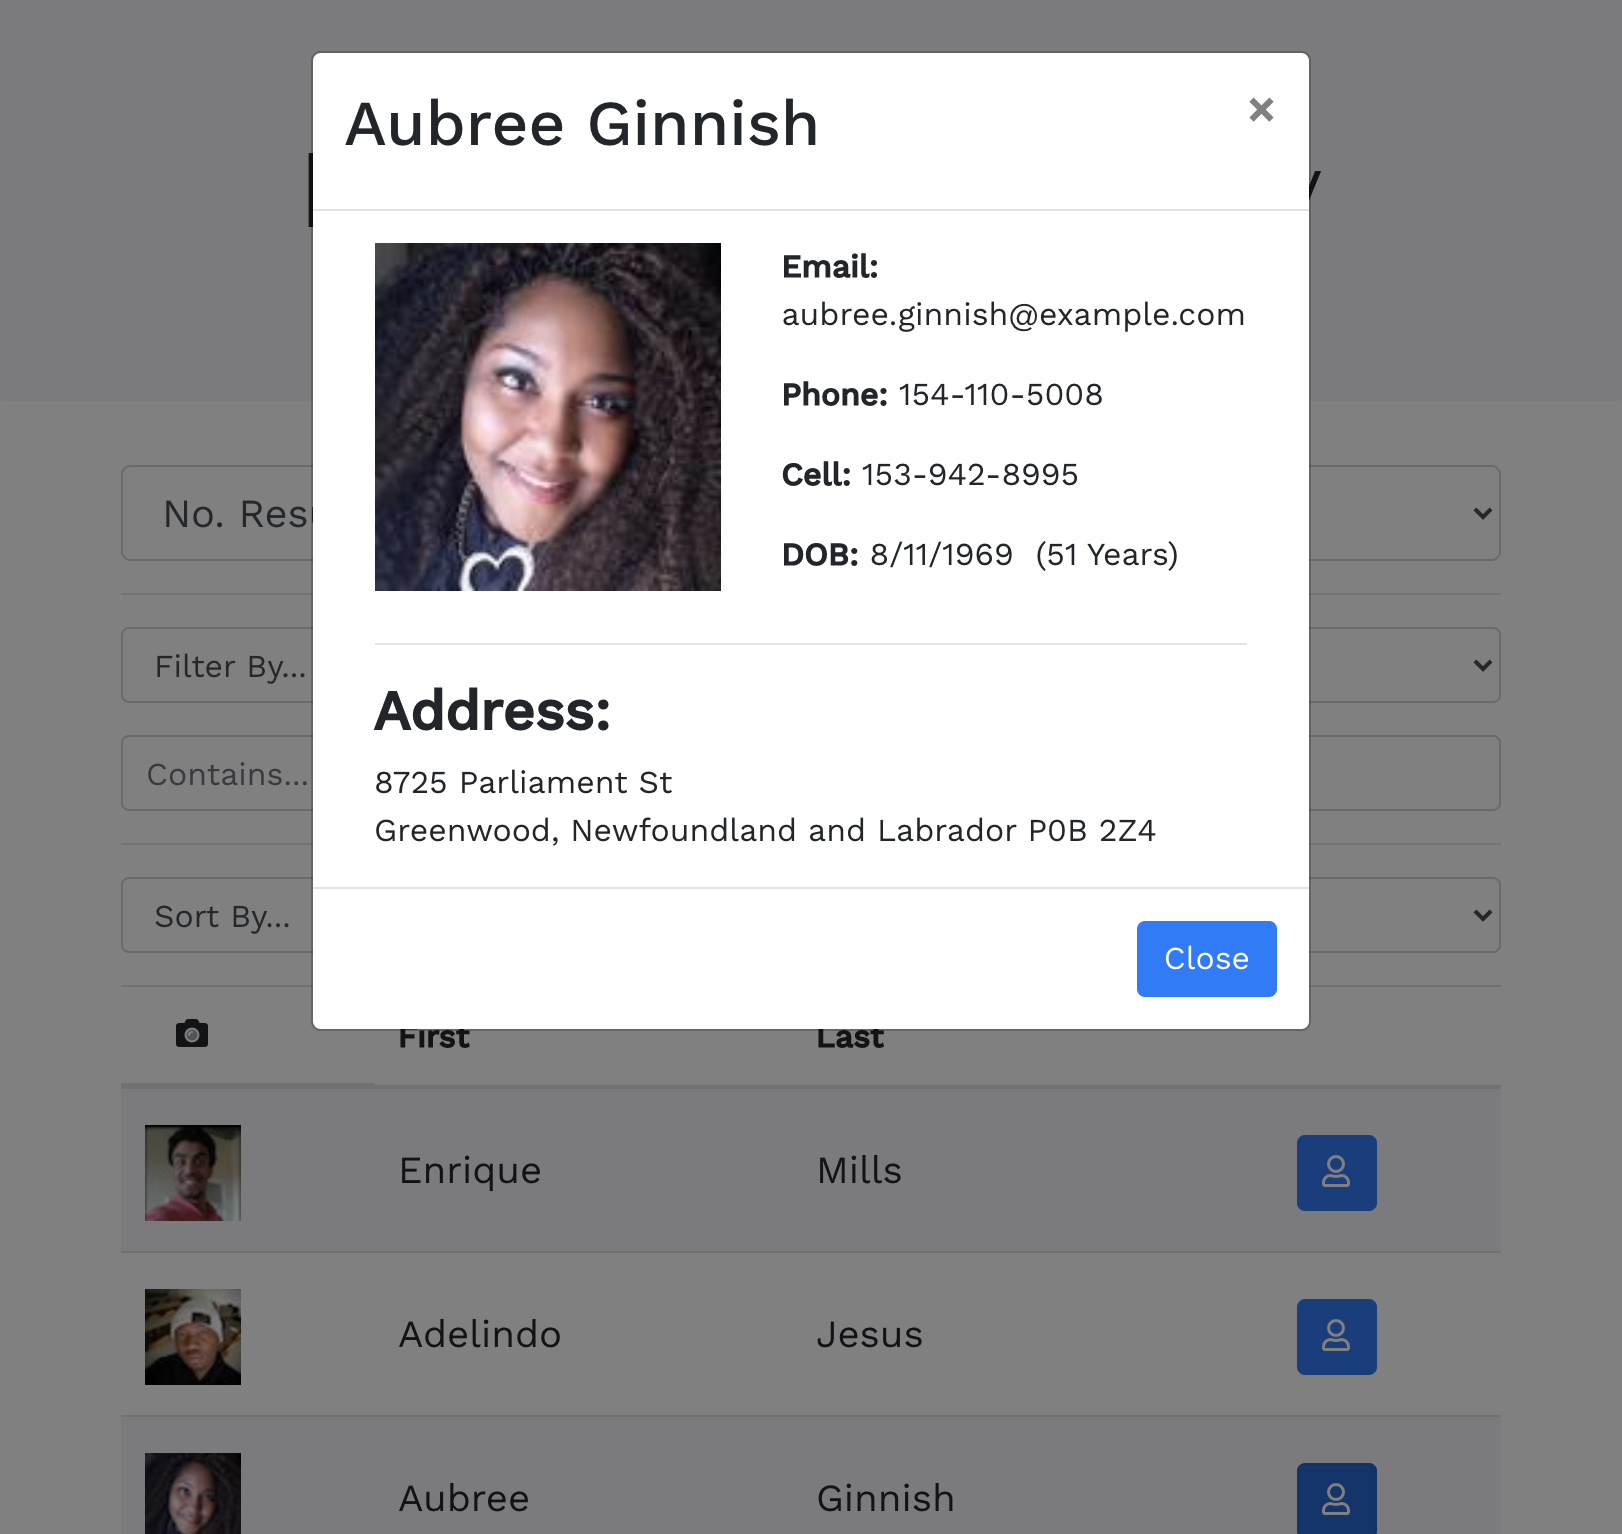 Aubree Ginnish
×
Email:
aubree.ginnish@example.com
Phone: 154-110-5008
Cell: 153-942-8995
DOB: 8/11/1969 (51 Years)
Address:
8725 Parliament St
Greenwood, Newfoundland and Labrador P0B 2Z4
Close
No.
Filter By...
Contains...
Sort By...
First Last
Enrique Mills
Adelindo Jesus
Aubree Ginnish